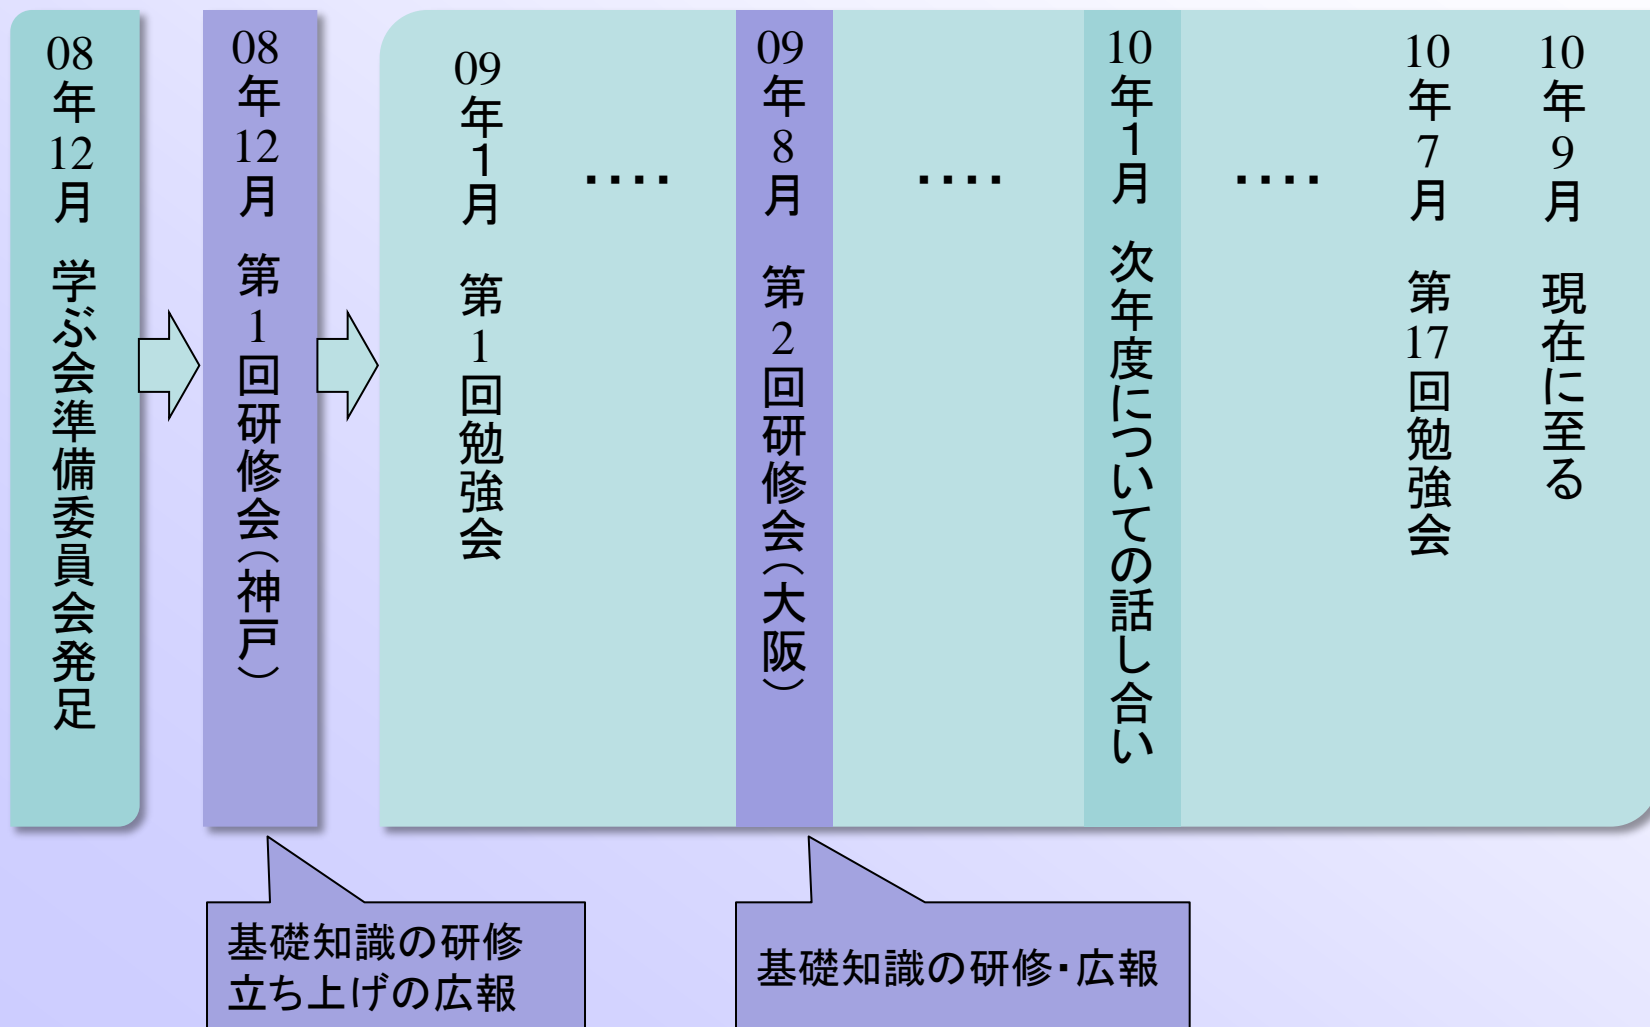 08年12月 学ぶ会準備委員会発足
08年12月 第1回研修会(神戸)
09年1月 第1回勉強会
・・・・
09年8月 第2回研修会(大阪)
・・・・
10年1月 次年度についての話し合い
・・・・
10年7月 第17回勉強会
10年9月 現在に至る
基礎知識の研修
立ち上げの広報
基礎知識の研修・広報